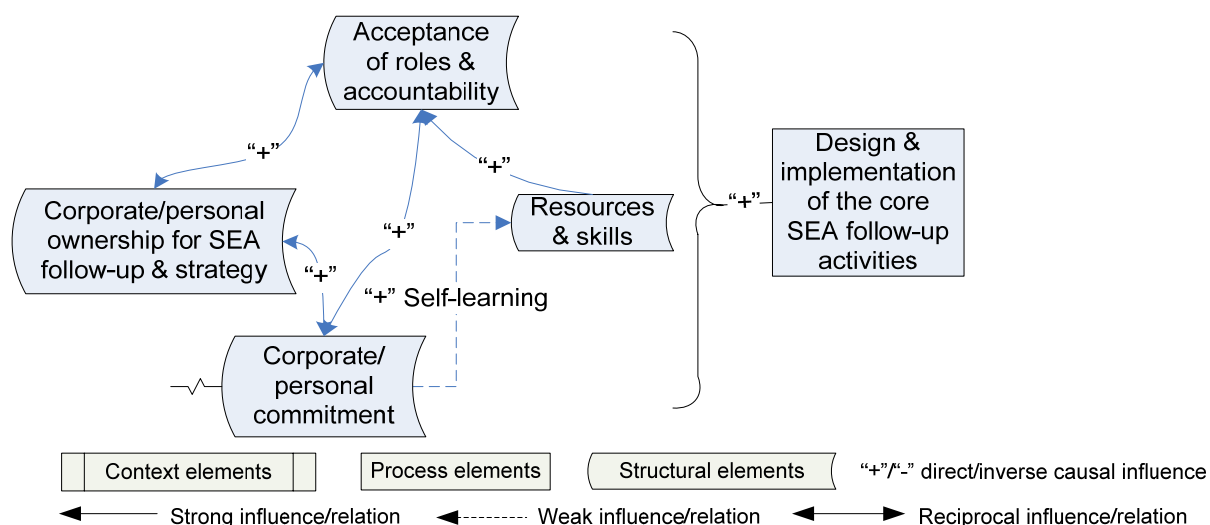 Acceptance
of roles &
accountability
“+”
“+”
Corporate/personal
ownership for SEA
follow-up & strategy
Resources
& skills
“+”
“+”
“+” Self-learning
Corporate/
personal
commitment
“+”
Design &
implementation
of the core
SEA follow-up
activities
Context elements
Process elements
Structural elements
“+”/“-” direct/inverse causal influence
Strong influence/relation
Weak influence/relation
Reciprocal influence/relation